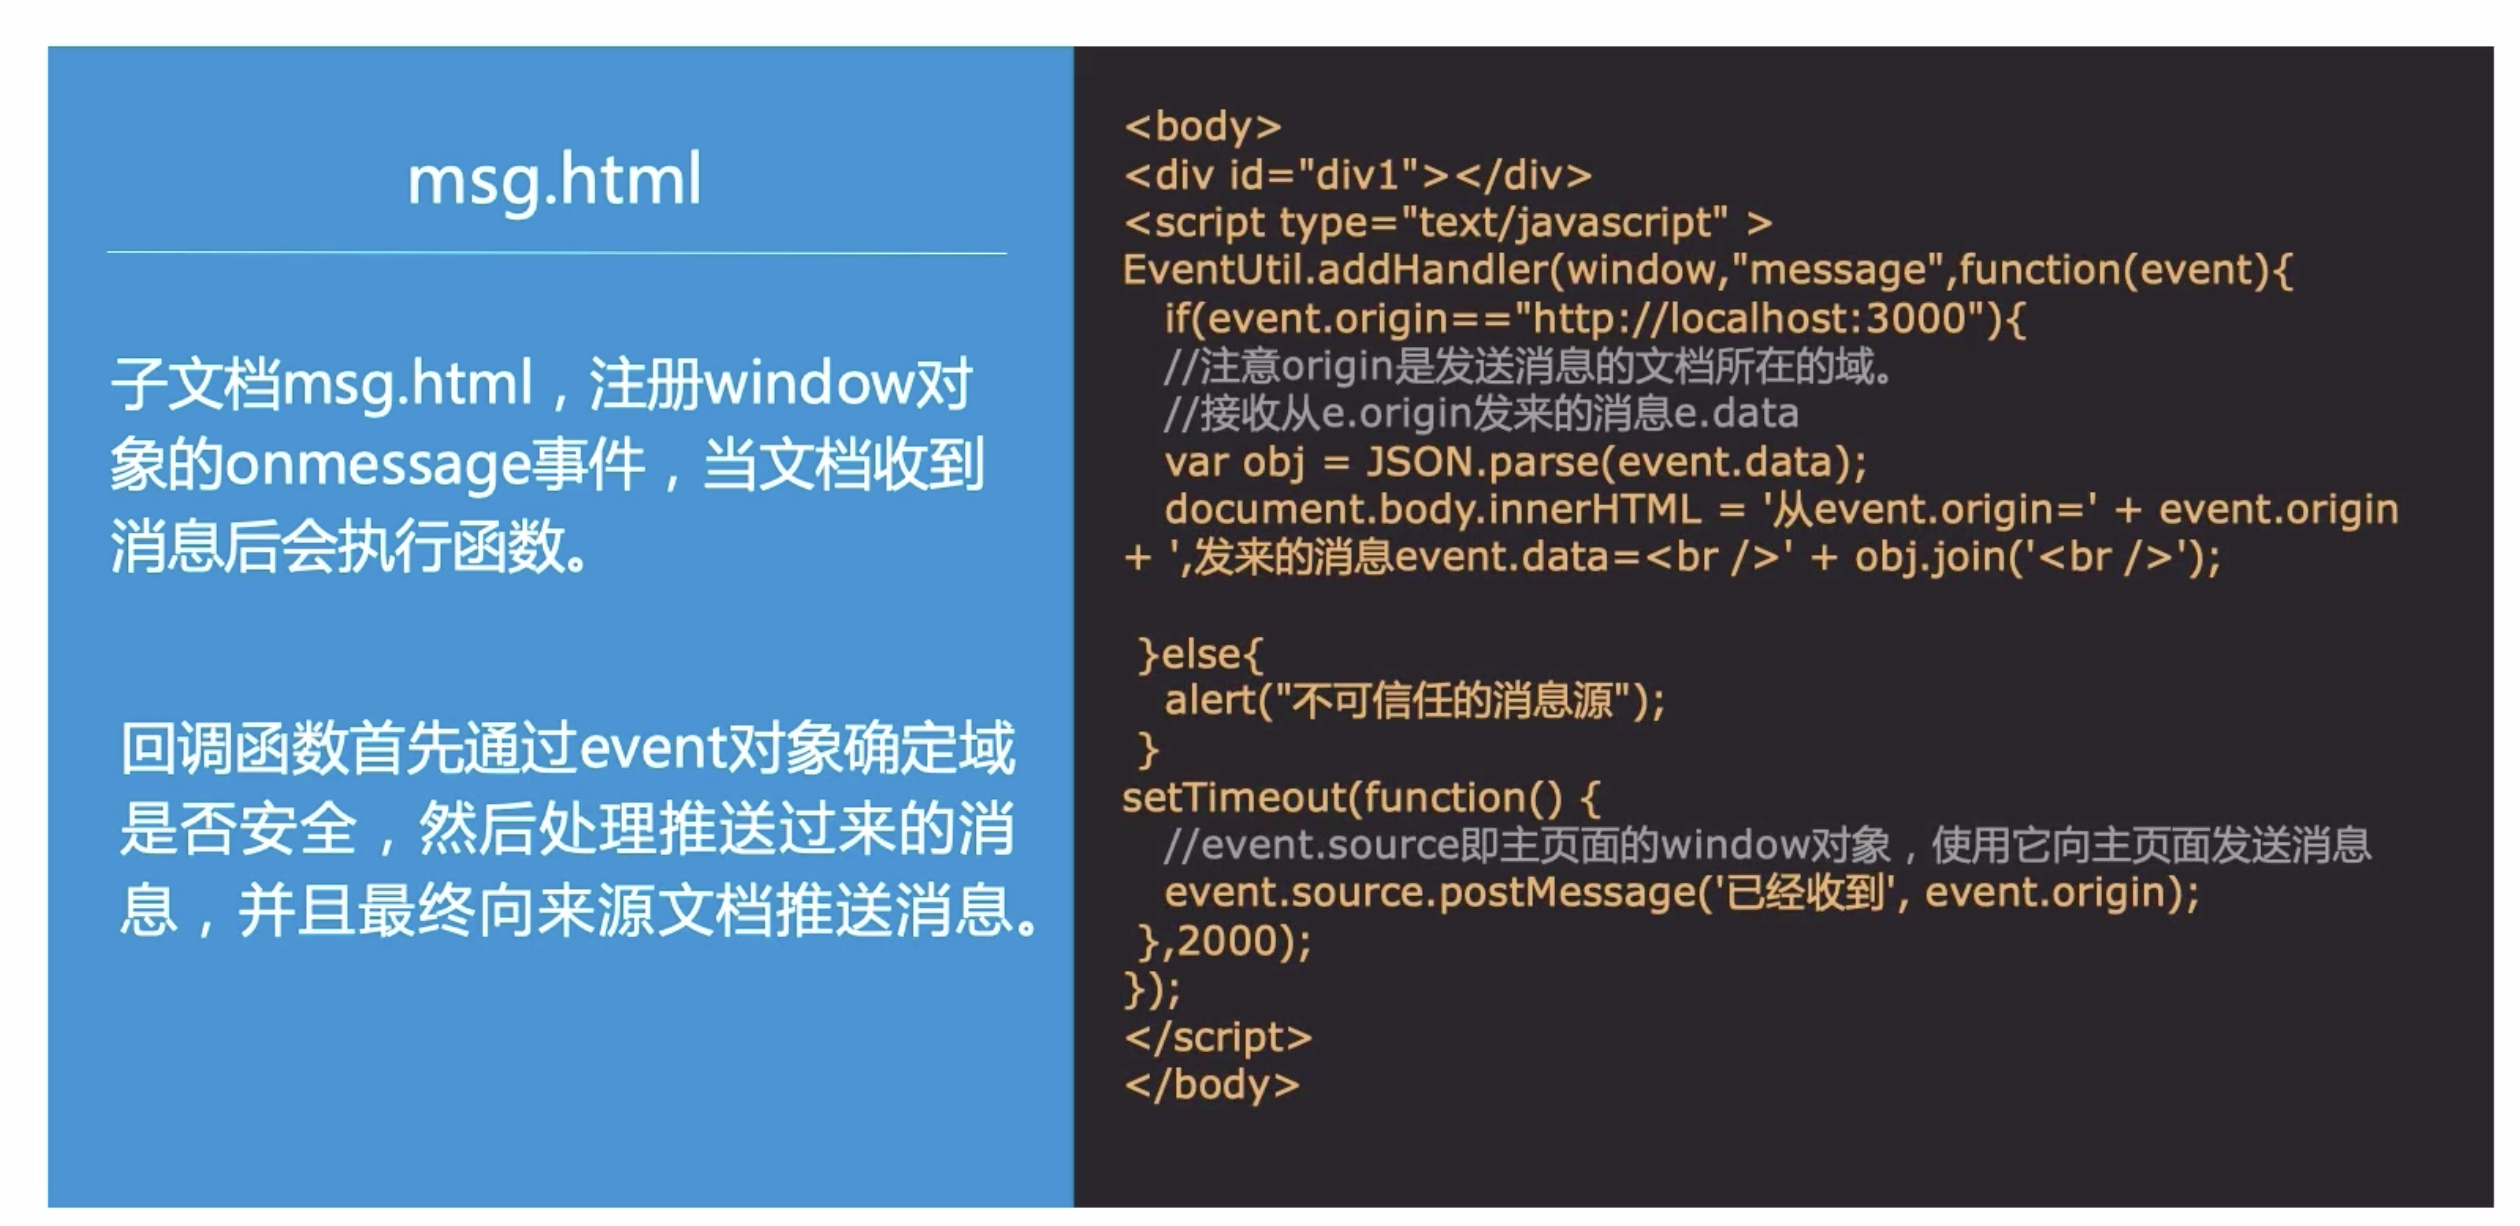 msg.html
子文档msg.html，注册window对
象的onmessage事件，当文档收到
消息后会执行函数。
回调函数首先通过event对象确定域
是否安全，然后处理推送过来的消
息，并且最终向来源文档推送消息。
<body>
<div id="div1"></div>
<script type="text/javascript" >
EventUtil.addHandler(window,"message",function(event){
if(event.origin=="http://localhost:3000"){
//注意origin是发送消息的文档所在的域。
//接收从e.origin发来的消息e.data
var obj = JSON.parse(event.data);
document.body.innerHTML = '从event.origin=' + event.origin
+ ',发来的消息event.data=<br />' + obj.join('<br />');
}else{
alert("不可信任的消息源");
}
setTimeout(function() {
//event.source即主页面的window对象，使用它向主页面发送消息
event.source.postMessage('已经收到', event.origin);
},2000);
});
</script>
</body>